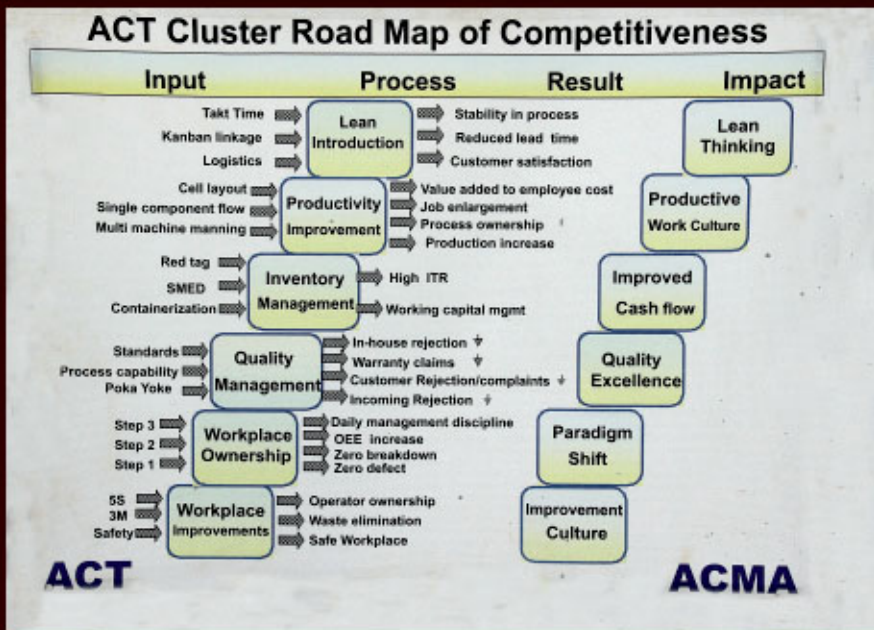 ACT Cluster Road Map of Competitiveness
Input Process Result Impact
Takt Time
Kanban linkage
Logistics
Lean
Introduction
Stability in process
Reduced lead time
Customer satisfaction
Lean
Thinking
Cell layout
Single component flow
Multi machine manning
Productivity
Improvement
Value added to employee cost
Job enlargement
Process ownership
Production increase
Productive
Work Culture
Red tag
SMED
Containerization
Inventory
Management
High ITR
Working capital mgmt
Improved
Cash flow
Standards
Process capability
Poka Yoke
Quality
Management
In-house rejection
Warranty claims
Customer Rejection/complaints
Incoming Rejection
Quality
Excellence
Step 3
Step 2
Step 1
Workplace
Ownership
Daily management discipline
OEE increase
Zero breakdown
Zero defect
Paradigm
Shift
5S
3M
Safety
Workplace
Improvements
Operator ownership
Waste elimination
Safe Workplace
Improvement
Culture
ACT
ACMA